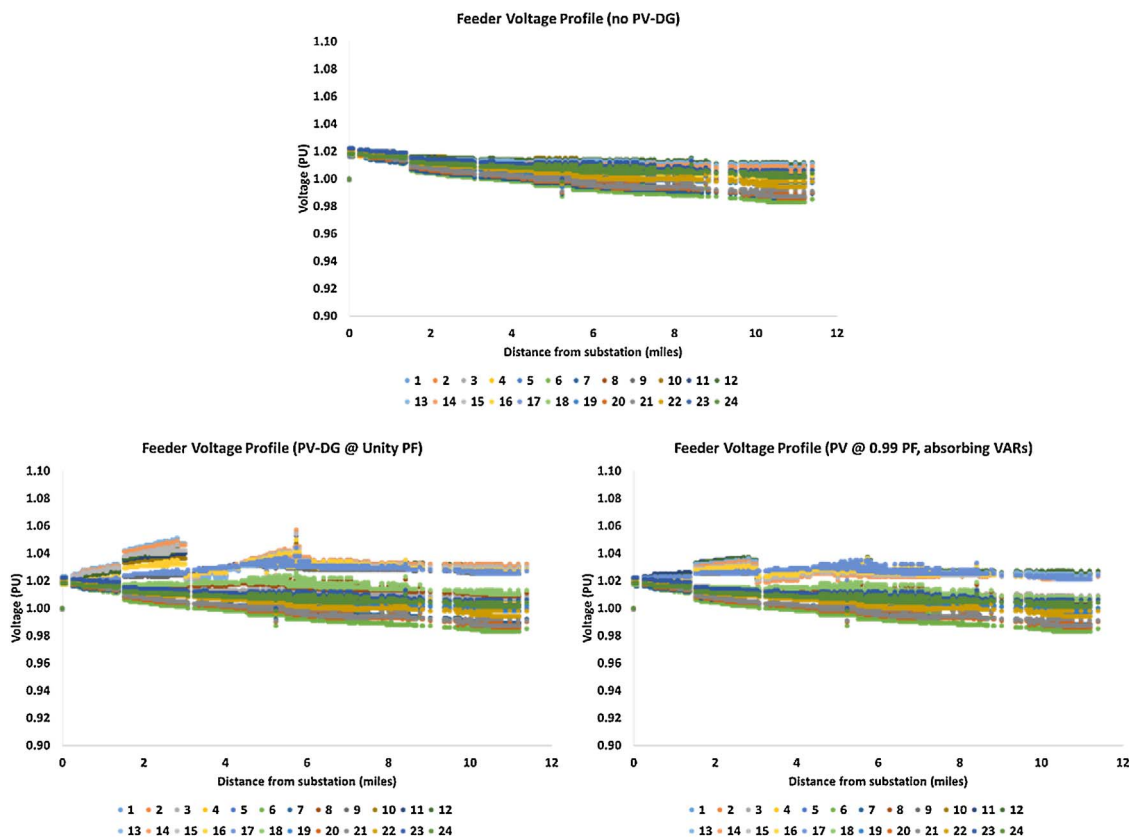 Feeder Voltage Profile (no PV-DG)
1.10
1.08
1.06
1.04
1.02
1.00
0.98
0.96
0.94
0.92
0.90
Voltage (PU)
0 2 4 6 8 10 12
Distance from substation (miles)
1 2 3 4 5 6 7 8 9 10 11 12
13 14 15 16 17 18 19 20 21 22 23 24
Feeder Voltage Profile (PV-DG @ Unity PF)
1.10
1.08
1.06
1.04
1.02
1.00
0.98
0.96
0.94
0.92
0.90
Voltage (PU)
0 2 4 6 8 10 12
Distance from substation (miles)
1 2 3 4 5 6 7 8 9 10 11 12
13 14 15 16 17 18 19 20 21 22 23 24
Feeder Voltage Profile (PV @ 0.99 PF, absorbing VARs)
1.10
1.08
1.06
1.04
1.02
1.00
0.98
0.96
0.94
0.92
0.90
Voltage (PU)
0 2 4 6 8 10 12
Distance from substation (miles)
1 2 3 4 5 6 7 8 9 10 11 12
13 14 15 16 17 18 19 20 21 22 23 24